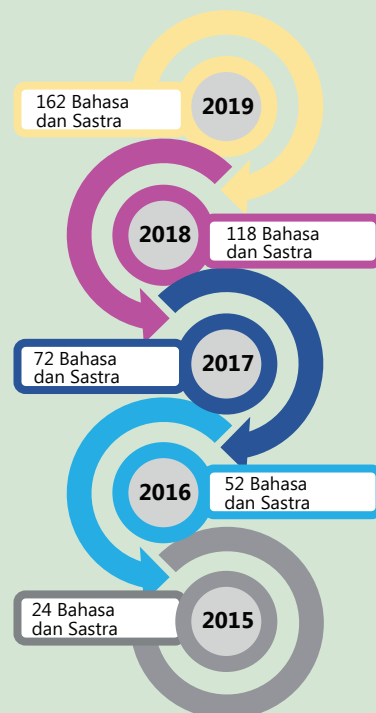 162 Bahasa
dan Sastra
2019
2018
118 Bahasa
dan Sastra
72 Bahasa
dan Sastra
2017
2016
52 Bahasa
dan Sastra
24 Bahasa
dan Sastra
2015